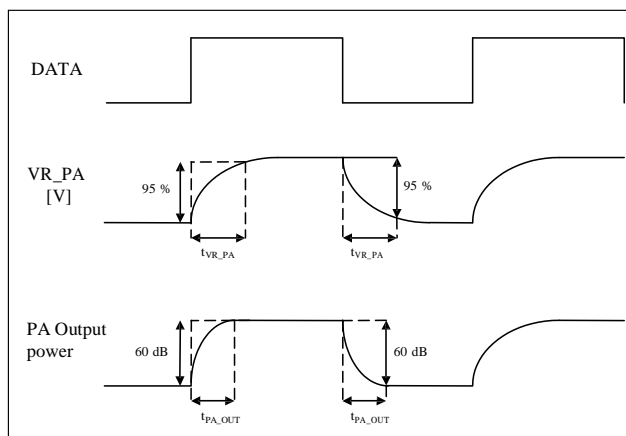 DATA
VR_PA
[V]
95 %
95 %
tVR_PA
tVR_PA
PA Output
power
60 dB
60 dB
tPA_OUT
tPA_OUT